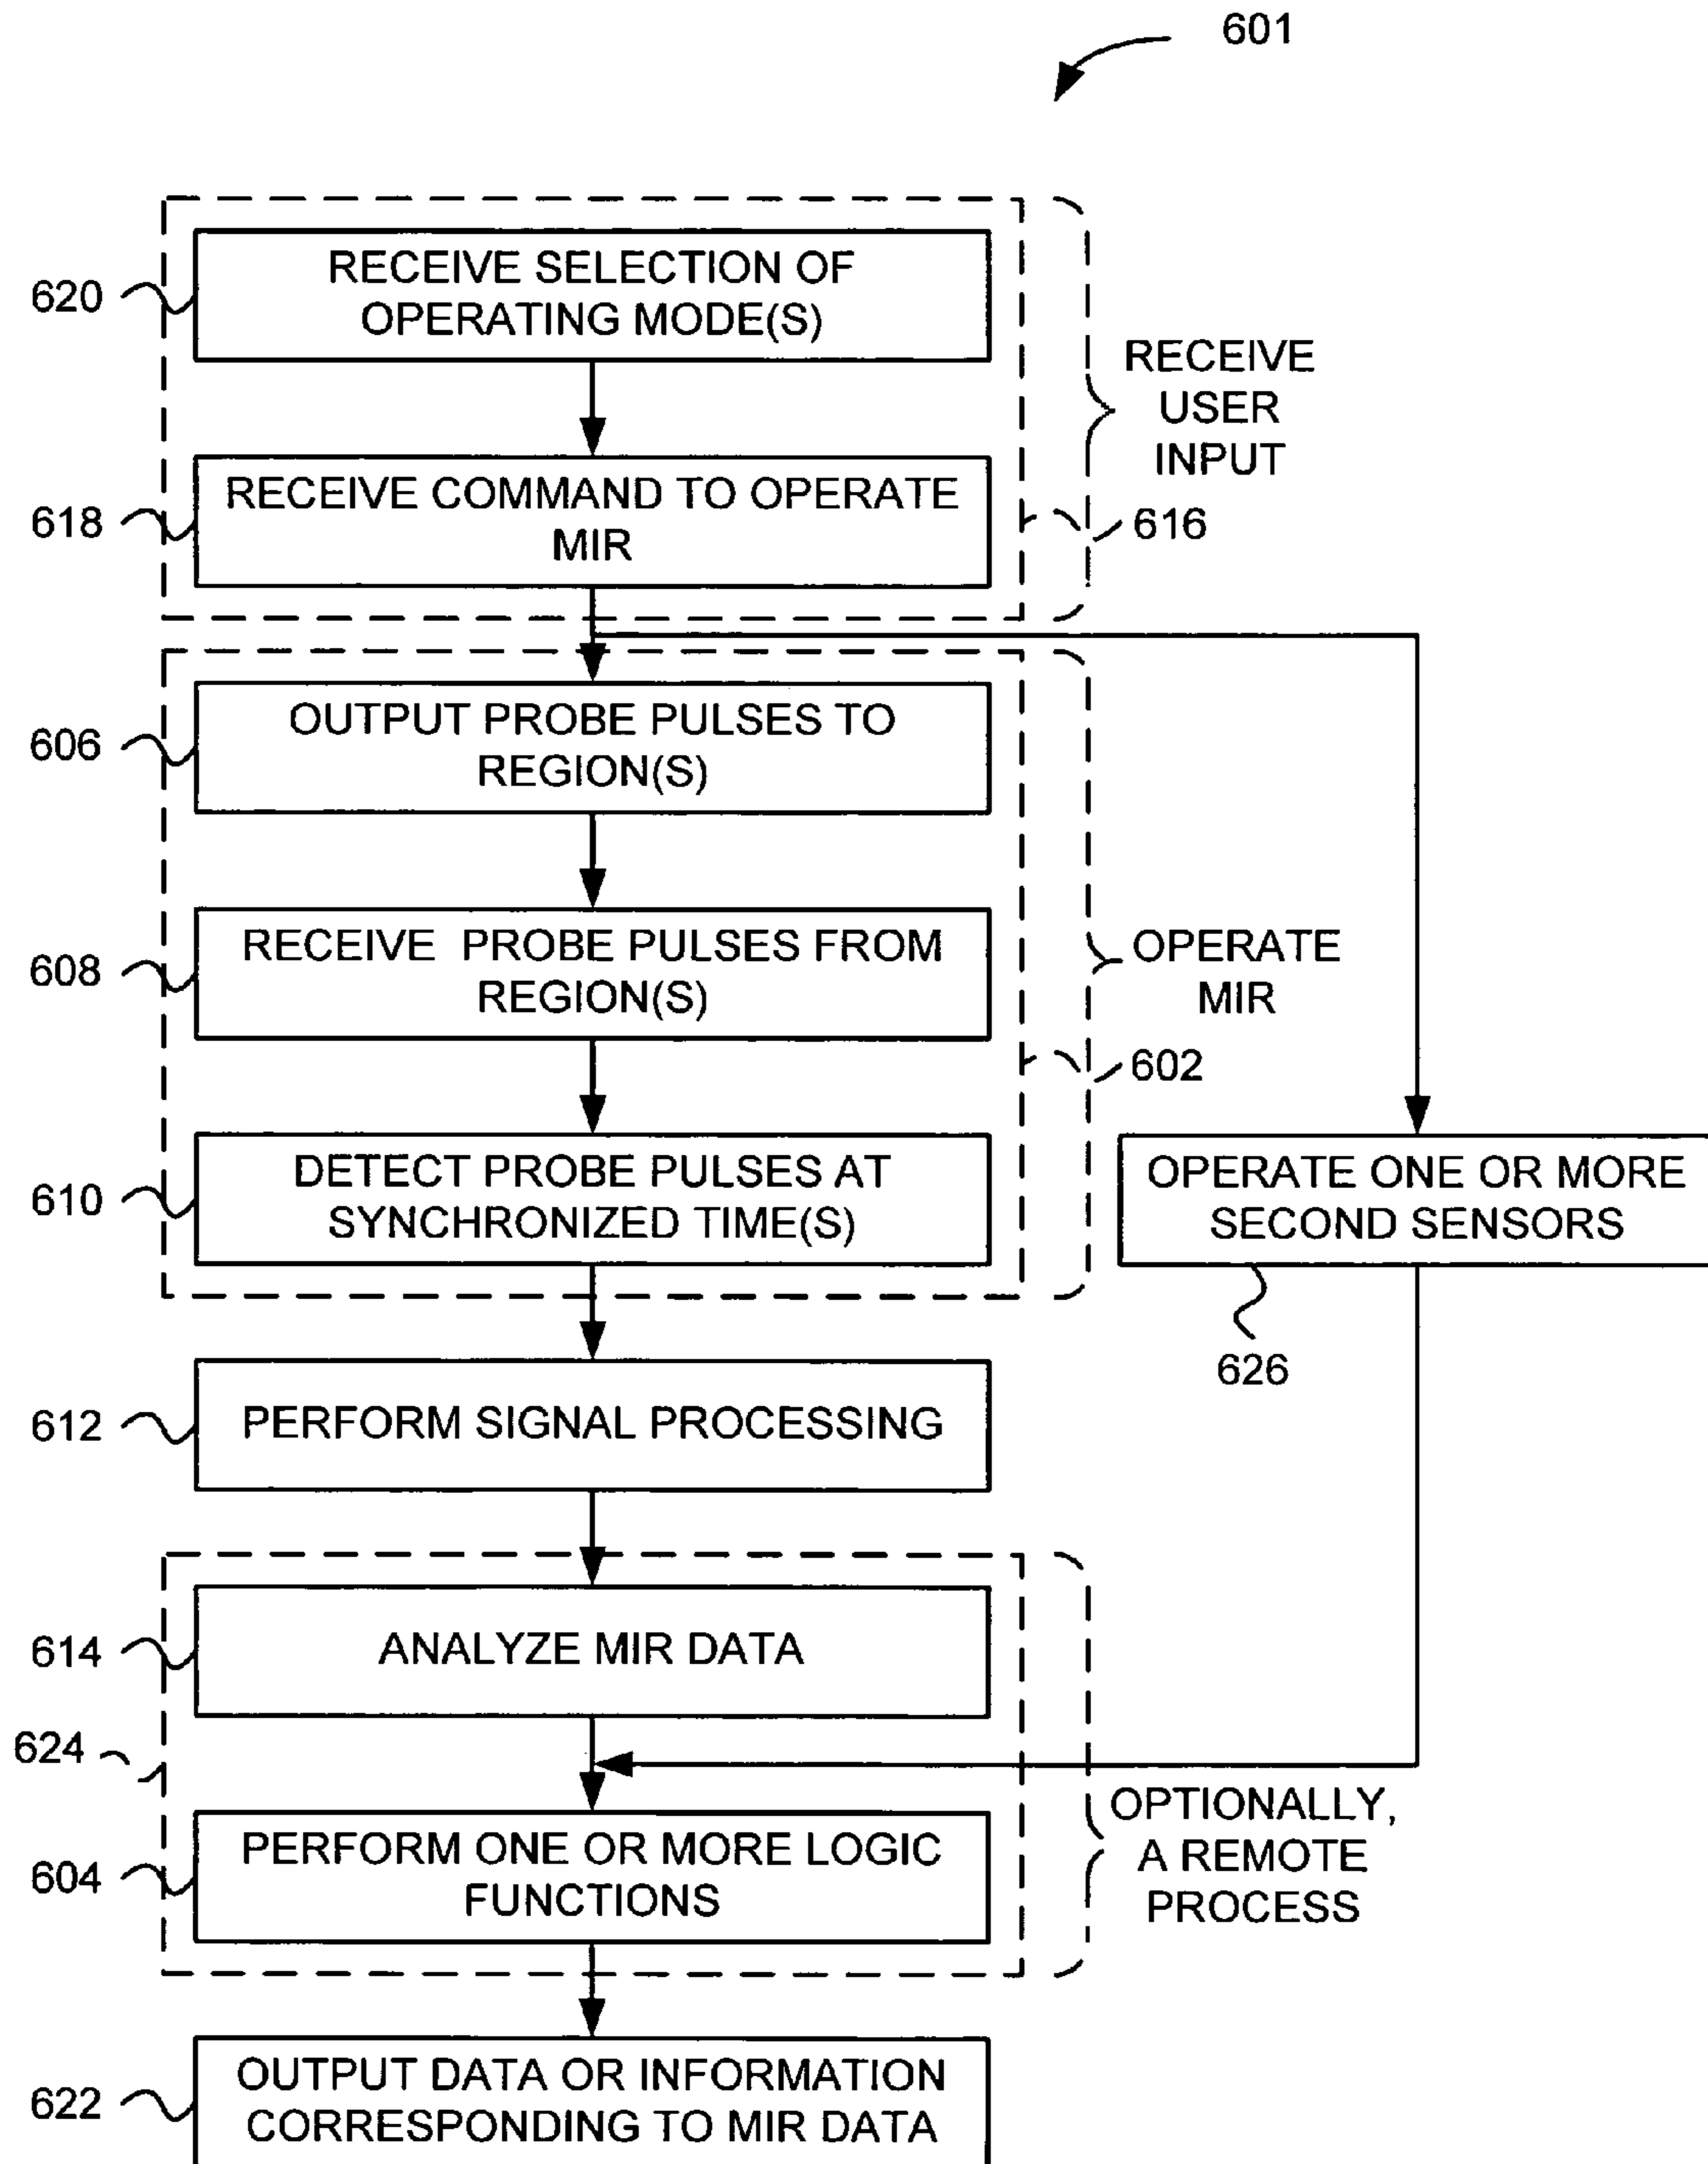 601
620
RECEIVE SELECTION OF
OPERATING MODE(S)
RECEIVE
USER
INPUT
618
RECEIVE COMMAND TO OPERATE
MIR
616
606
OUTPUT PROBE PULSES TO
REGION(S)
608
RECEIVE PROBE PULSES FROM
REGION(S)
OPERATE
MIR
602
610
DETECT PROBE PULSES AT
SYNCHRONIZED TIME(S)
OPERATE ONE OR MORE
SECOND SENSORS
626
612
PERFORM SIGNAL PROCESSING
614
ANALYZE MIR DATA
624
OPTIONALLY,
A REMOTE
PROCESS
604
PERFORM ONE OR MORE LOGIC
FUNCTIONS
622
OUTPUT DATA OR INFORMATION
CORRESPONDING TO MIR DATA